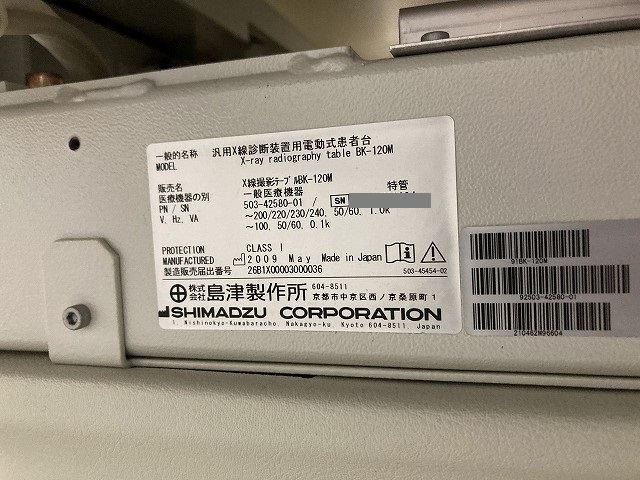 一般的名称 汎用X線診断装置用電動式患者台
MODEL X-ray radiography table BK-120M
販売名 X線撮影テーブルBK-120M
医療機器の別 一般医療機器 特管
PN / SN 503-42580-01 / SN
V, Hz, VA ～200/220/230/240, 50/60, 1.0k
～100, 50/60, 0.1k
PROTECTION CLASS I
MANUFACTURED 2009 May Made in Japan
製造販売届出番号 26B1X00003000036 503-45454-02
株式会社 島津製作所 604-8511 京都市中京区西ノ京桑原町1
SHIMADZU CORPORATION
1, Nishinokyo-Kuwabaracho, Nakagyo-ku, Kyoto 604-8511, Japan
91BK-120M
92503-42580-01
210462M96604